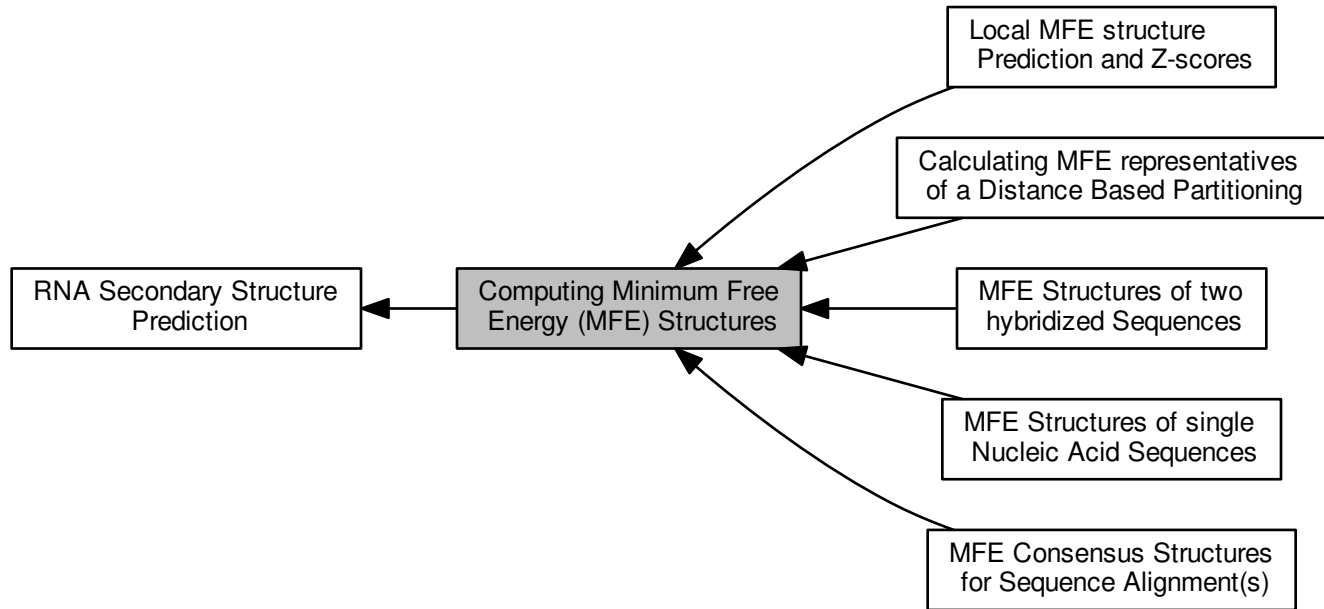 Local MFE structure
Prediction and Z-scores
Calculating MFE representatives
of a Distance Based Partitioning
RNA Secondary Structure
Prediction
Computing Minimum Free
Energy (MFE) Structures
MFE Structures of two
hybridized Sequences
MFE Structures of single
Nucleic Acid Sequences
MFE Consensus Structures
for Sequence Alignment(s)